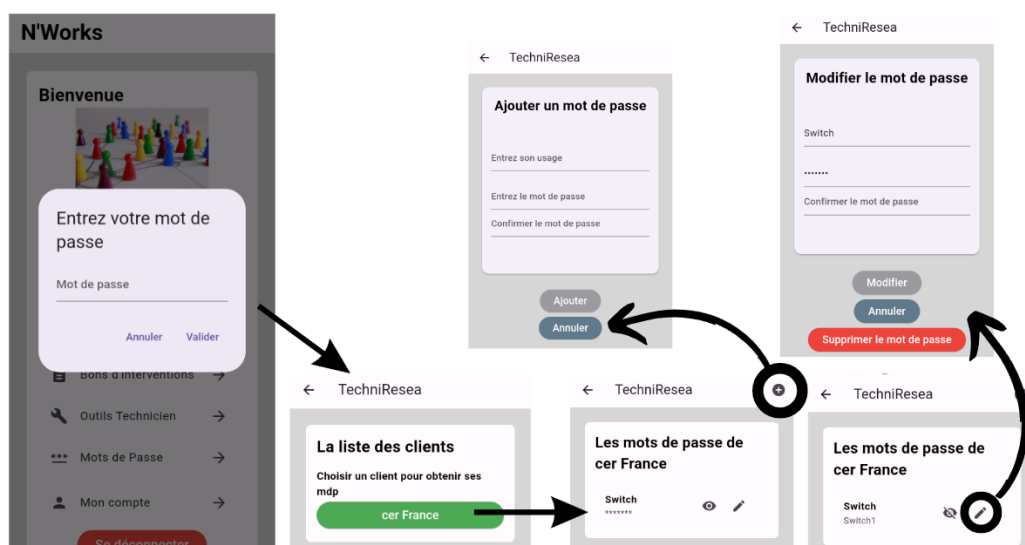 N'Works
Bienvenue
Entrez votre mot de
passe
Mot de passe
Annuler Valider
Bons d'interventions
Outils Technicien
Mots de Passe
Mon compte
Se déconnecter
TechniResea
La liste des clients
Choisir un client pour obtenir ses
mdp
cer France
TechniResea
Ajouter un mot de passe
Entrez son usage
Entrez le mot de passe
Confirmer le mot de passe
Ajouter
Annuler
TechniResea
Les mots de passe de
cer France
Switch
*******
TechniResea
Modifier le mot de passe
Switch
•••••••
Confirmer le mot de passe
Modifier
Annuler
Supprimer le mot de passe
TechniResea
Les mots de passe de
cer France
Switch
Switch1